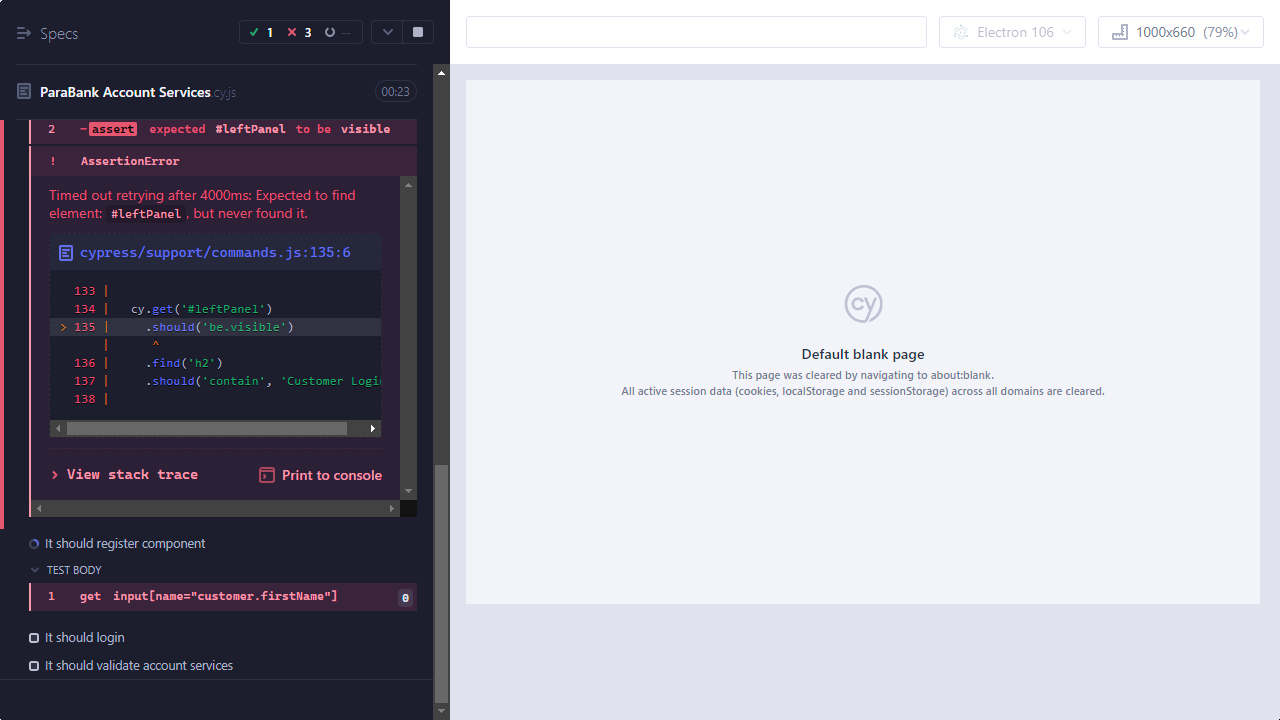 Specs
1
3
--
Electron 106
1000x660 (79%)
ParaBank Account Services.cy.js
00:23
2 -assert expected #leftPanel to be visible
! AssertionError
Timed out retrying after 4000ms: Expected to find
element: #leftPanel, but never found it.
cypress/support/commands.js:135:6
133 |
134 | cy.get('#leftPanel')
> 135 | .should('be.visible')
| ^
136 | .find('h2')
137 | .should('contain', 'Customer Login
138 |
> View stack trace
Print to console
It should register component
TEST BODY
1 get input[name="customer.firstName"] 0
It should login
It should validate account services
cy
Default blank page
This page was cleared by navigating to about:blank.
All active session data (cookies, localStorage and sessionStorage) across all domains are cleared.